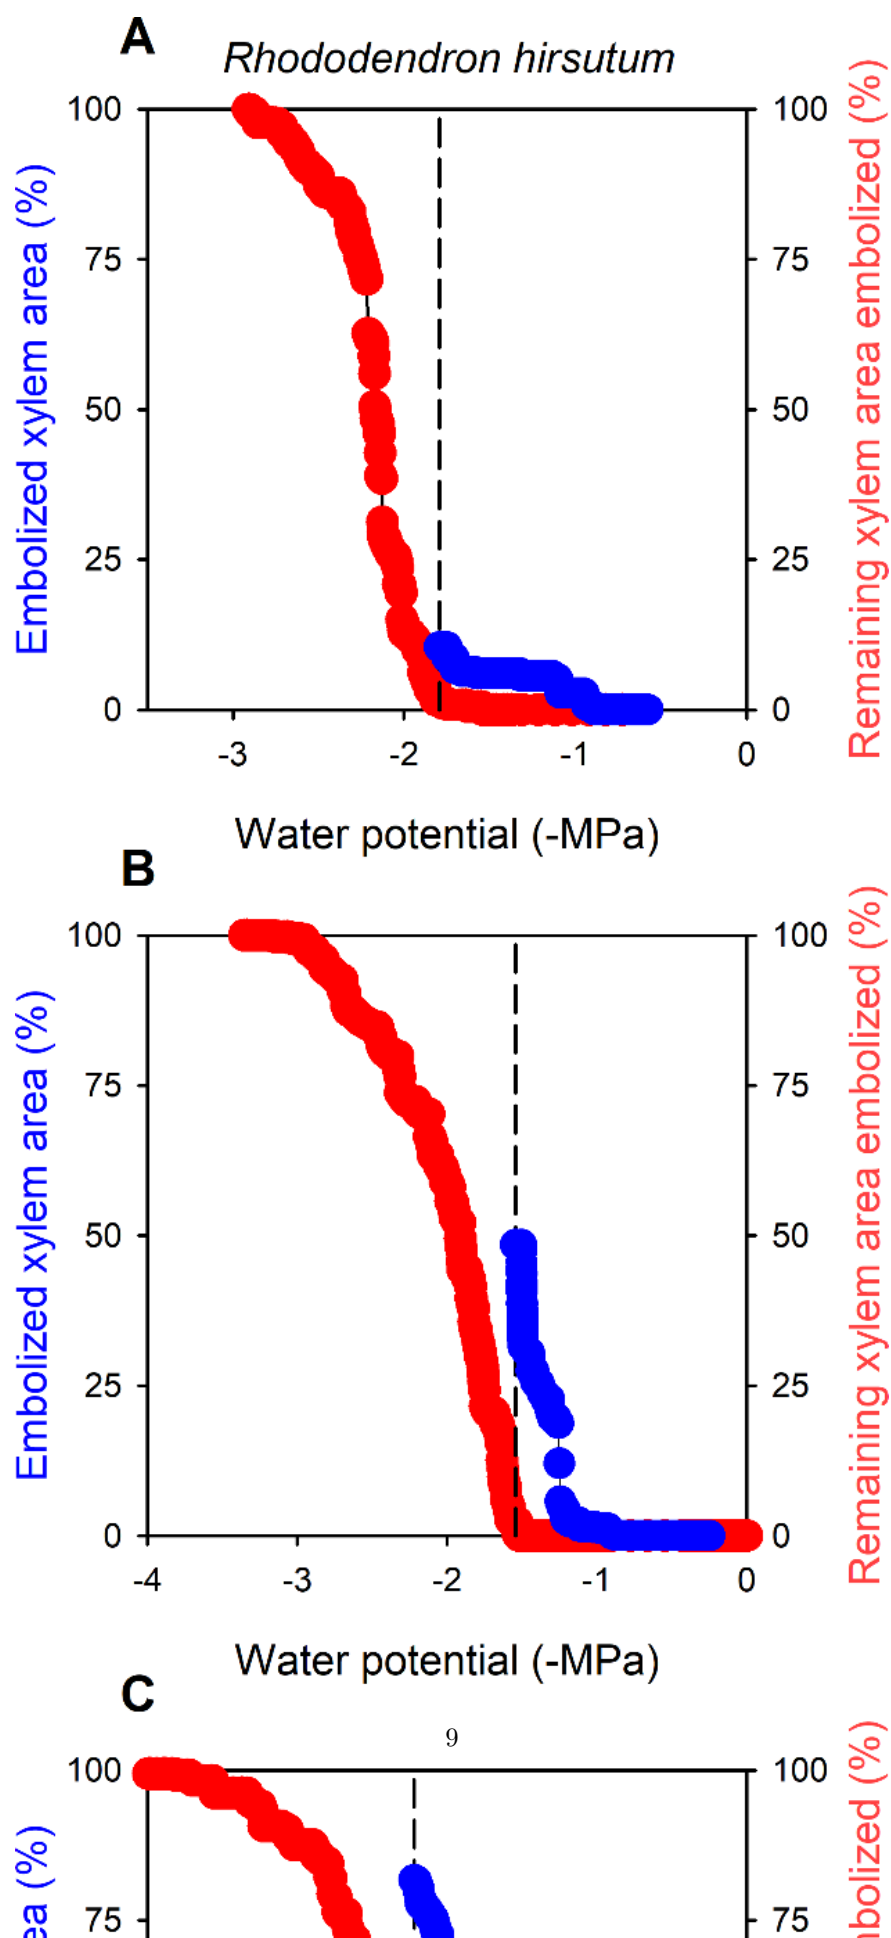 A
Rhododendron hirsutum
100
75
50
25
0
100
75
50
25
0
Embolized xylem area (%)
Remaining xylem area embolized (%)
-3
-2
-1
0
Water potential (-MPa)
B
100
75
50
25
0
100
75
50
25
0
Embolized xylem area (%)
Remaining xylem area embolized (%)
-4
-3
-2
-1
0
Water potential (-MPa)
C
9
100
75
100
75
ea (%)
bolized (%)